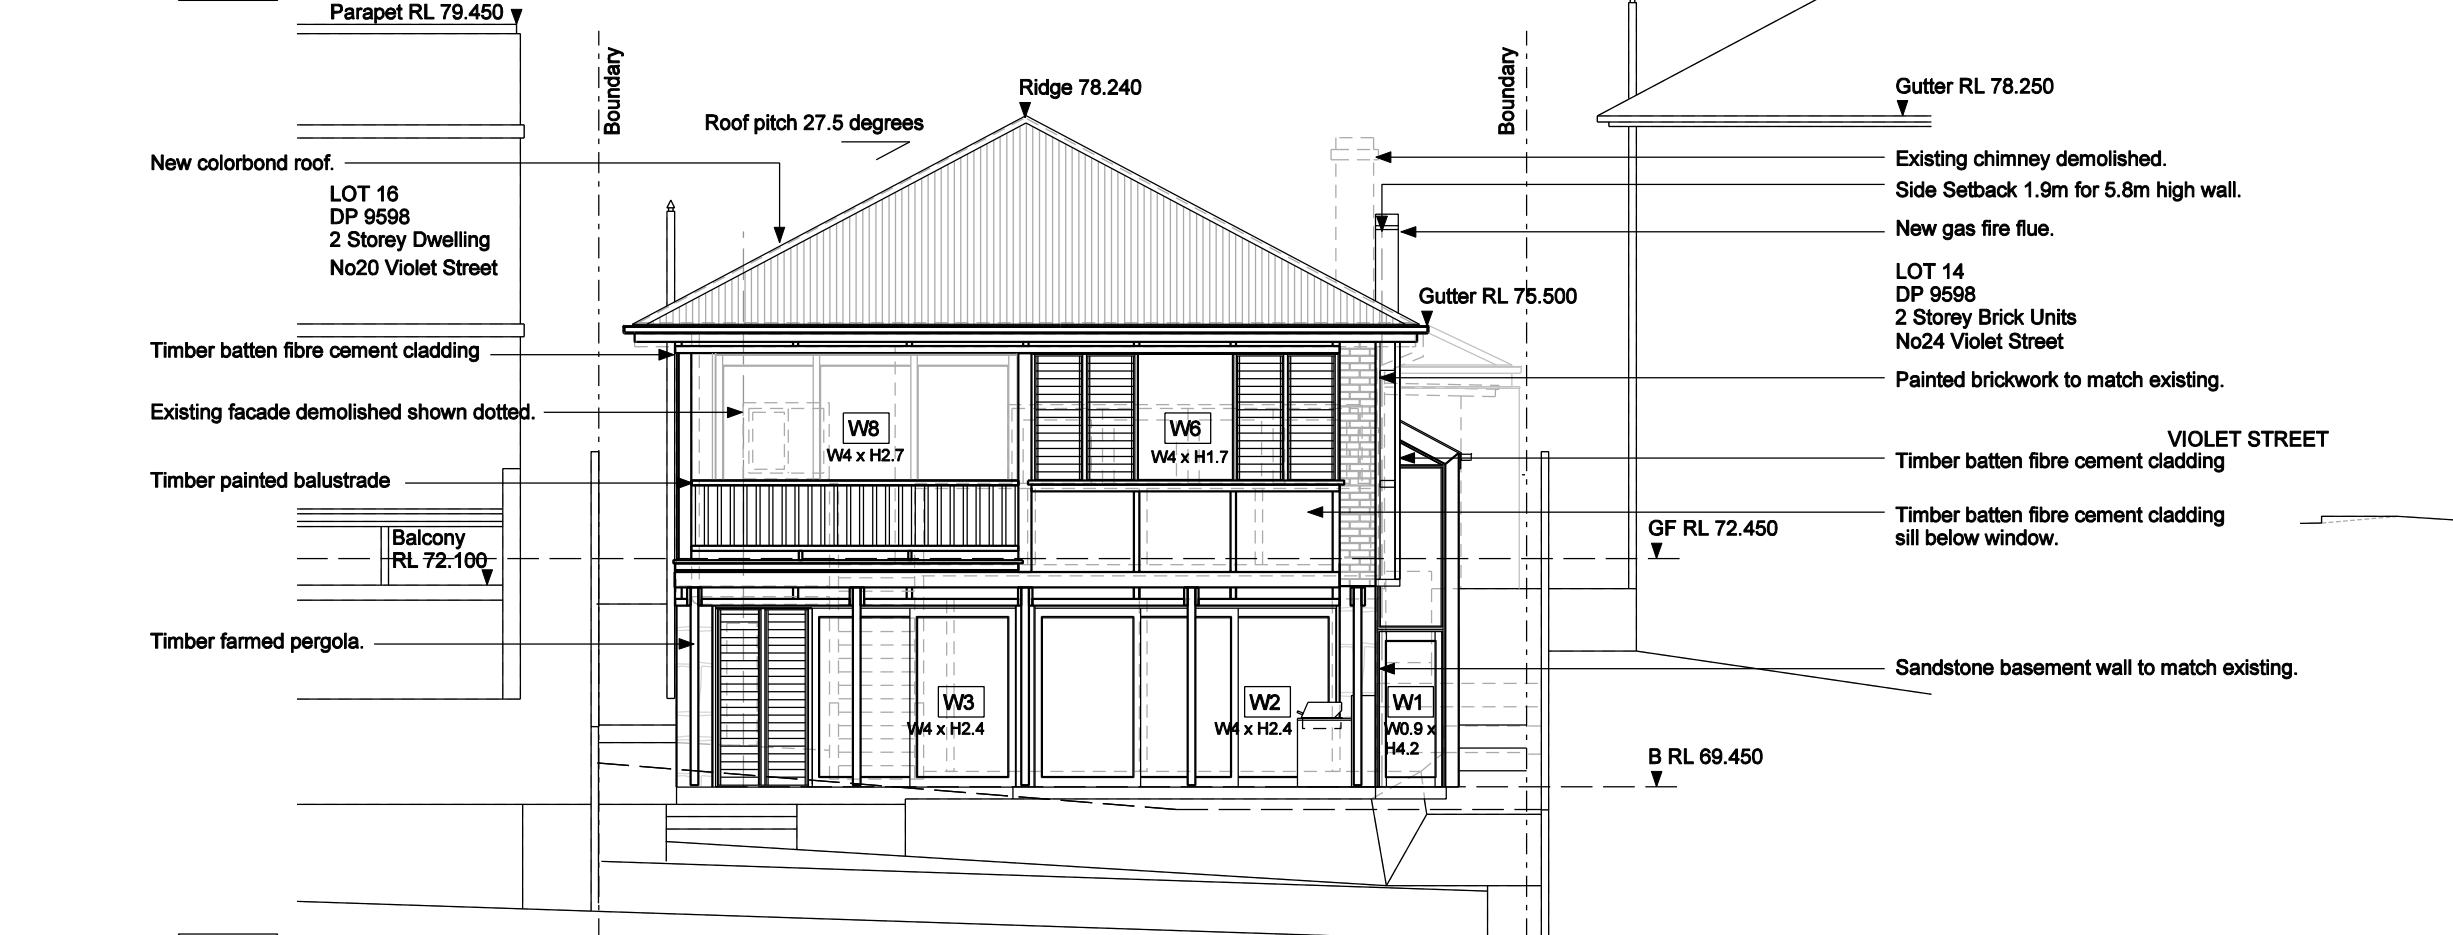 Parapet RL 79.450
Boundary
Ridge 78.240
Boundary
Gutter RL 78.250
Roof pitch 27.5 degrees
New colorbond roof.
Existing chimney demolished.
LOT 16
DP 9598
2 Storey Dwelling
No20 Violet Street
Side Setback 1.9m for 5.8m high wall.
New gas fire flue.
LOT 14
DP 9598
2 Storey Brick Units
No24 Violet Street
Gutter RL 75.500
Timber batten fibre cement cladding
Painted brickwork to match existing.
Existing facade demolished shown dotted.
W8
W4 x H2.7
W6
W4 x H1.7
VIOLET STREET
Timber batten fibre cement cladding
Timber painted balustrade
Timber batten fibre cement cladding
sill below window.
Balcony
RL 72.100
GF RL 72.450
Timber farmed pergola.
Sandstone basement wall to match existing.
W3
W4 x H2.4
W2
W4 x H2.4
W1
W0.9 x
H4.2
B RL 69.450